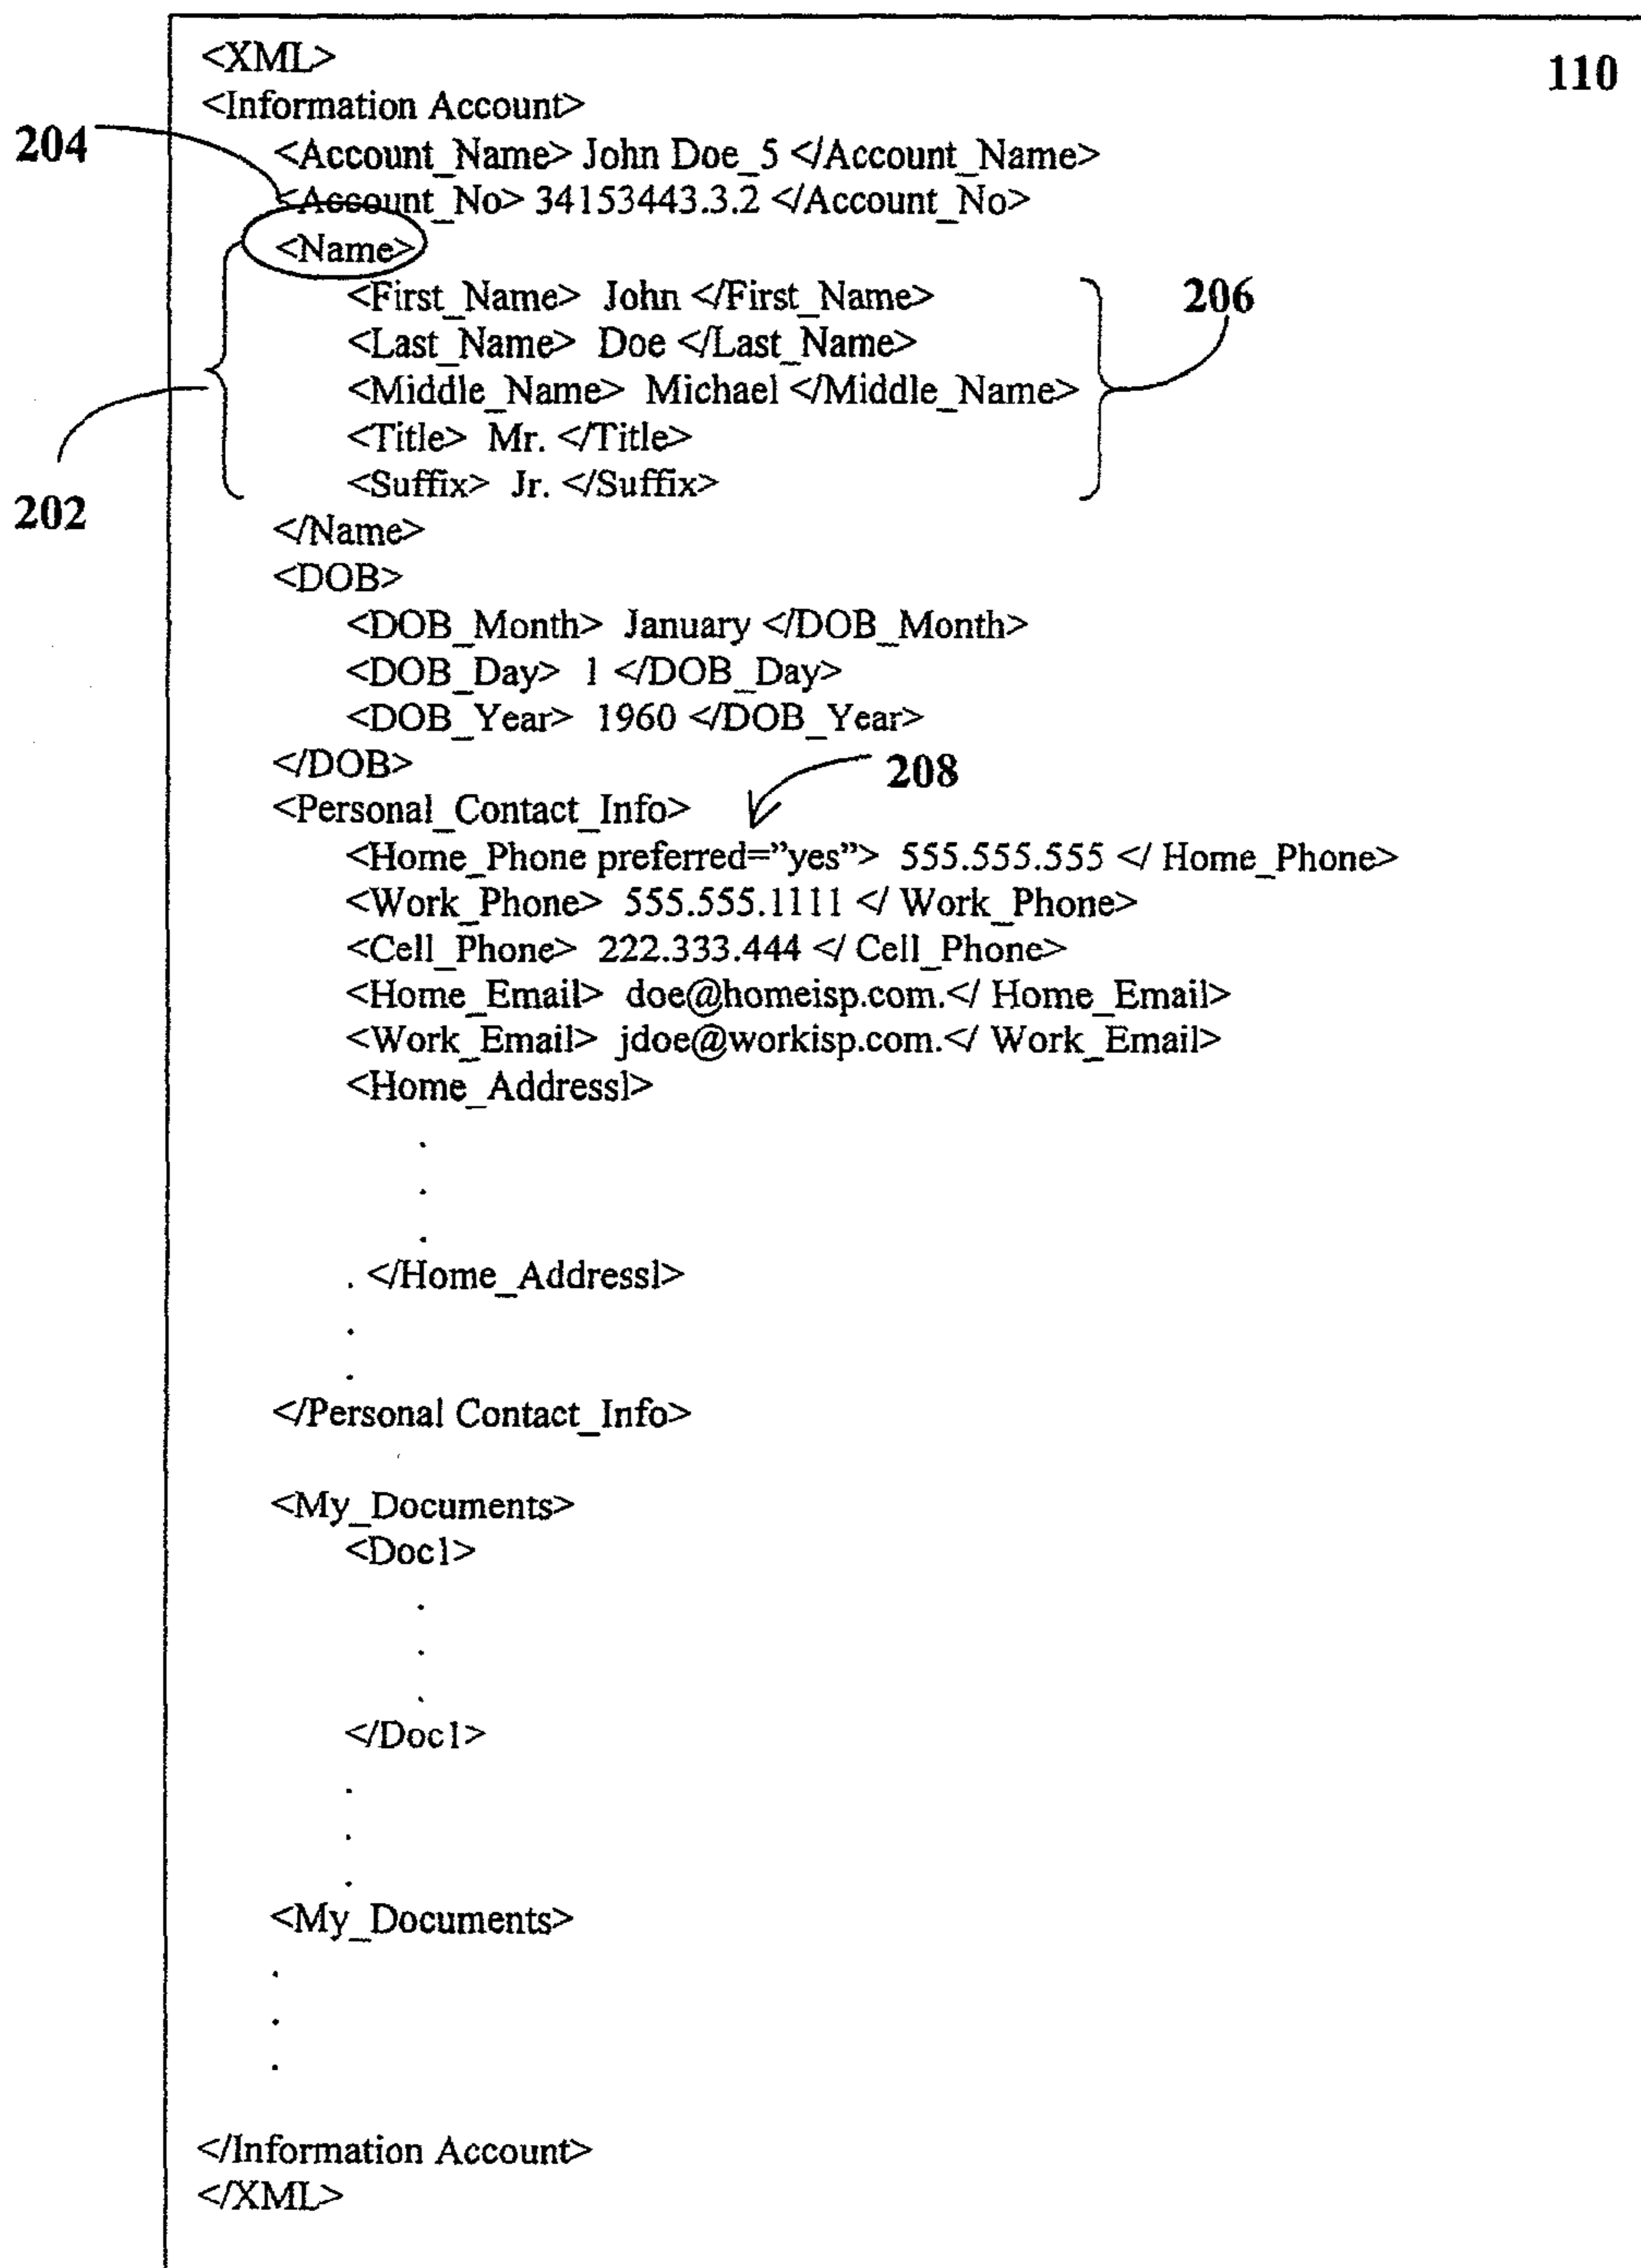 <XML>
110
<Information Account>
204
<Account_Name> John Doe_5 </Account_Name>
<Account_No> 34153443.3.2 </Account_No>
<Name>
<First_Name> John </First_Name>
206
<Last_Name> Doe </Last_Name>
<Middle_Name> Michael </Middle_Name>
<Title> Mr. </Title>
<Suffix> Jr. </Suffix>
202
</Name>
<DOB>
<DOB_Month> January </DOB_Month>
<DOB_Day> 1 </DOB_Day>
<DOB_Year> 1960 </DOB_Year>
</DOB>
208
<Personal_Contact_Info>
<Home_Phone preferred=”yes”> 555.555.555 </ Home_Phone>
<Work_Phone> 555.555.1111 </ Work_Phone>
<Cell_Phone> 222.333.444 </ Cell_Phone>
<Home_Email> doe@homeisp.com.</ Home_Email>
<Work_Email> jdoe@workisp.com.</ Work_Email>
<Home_Addressl>
.
.
.
. </Home_Addressl>
.
.
</Personal Contact_Info>
<My_Documents>
<Doc1>
.
.
.
</Doc1>
.
.
.
<My_Documents>
.
.
.
</Information Account>
</XML>